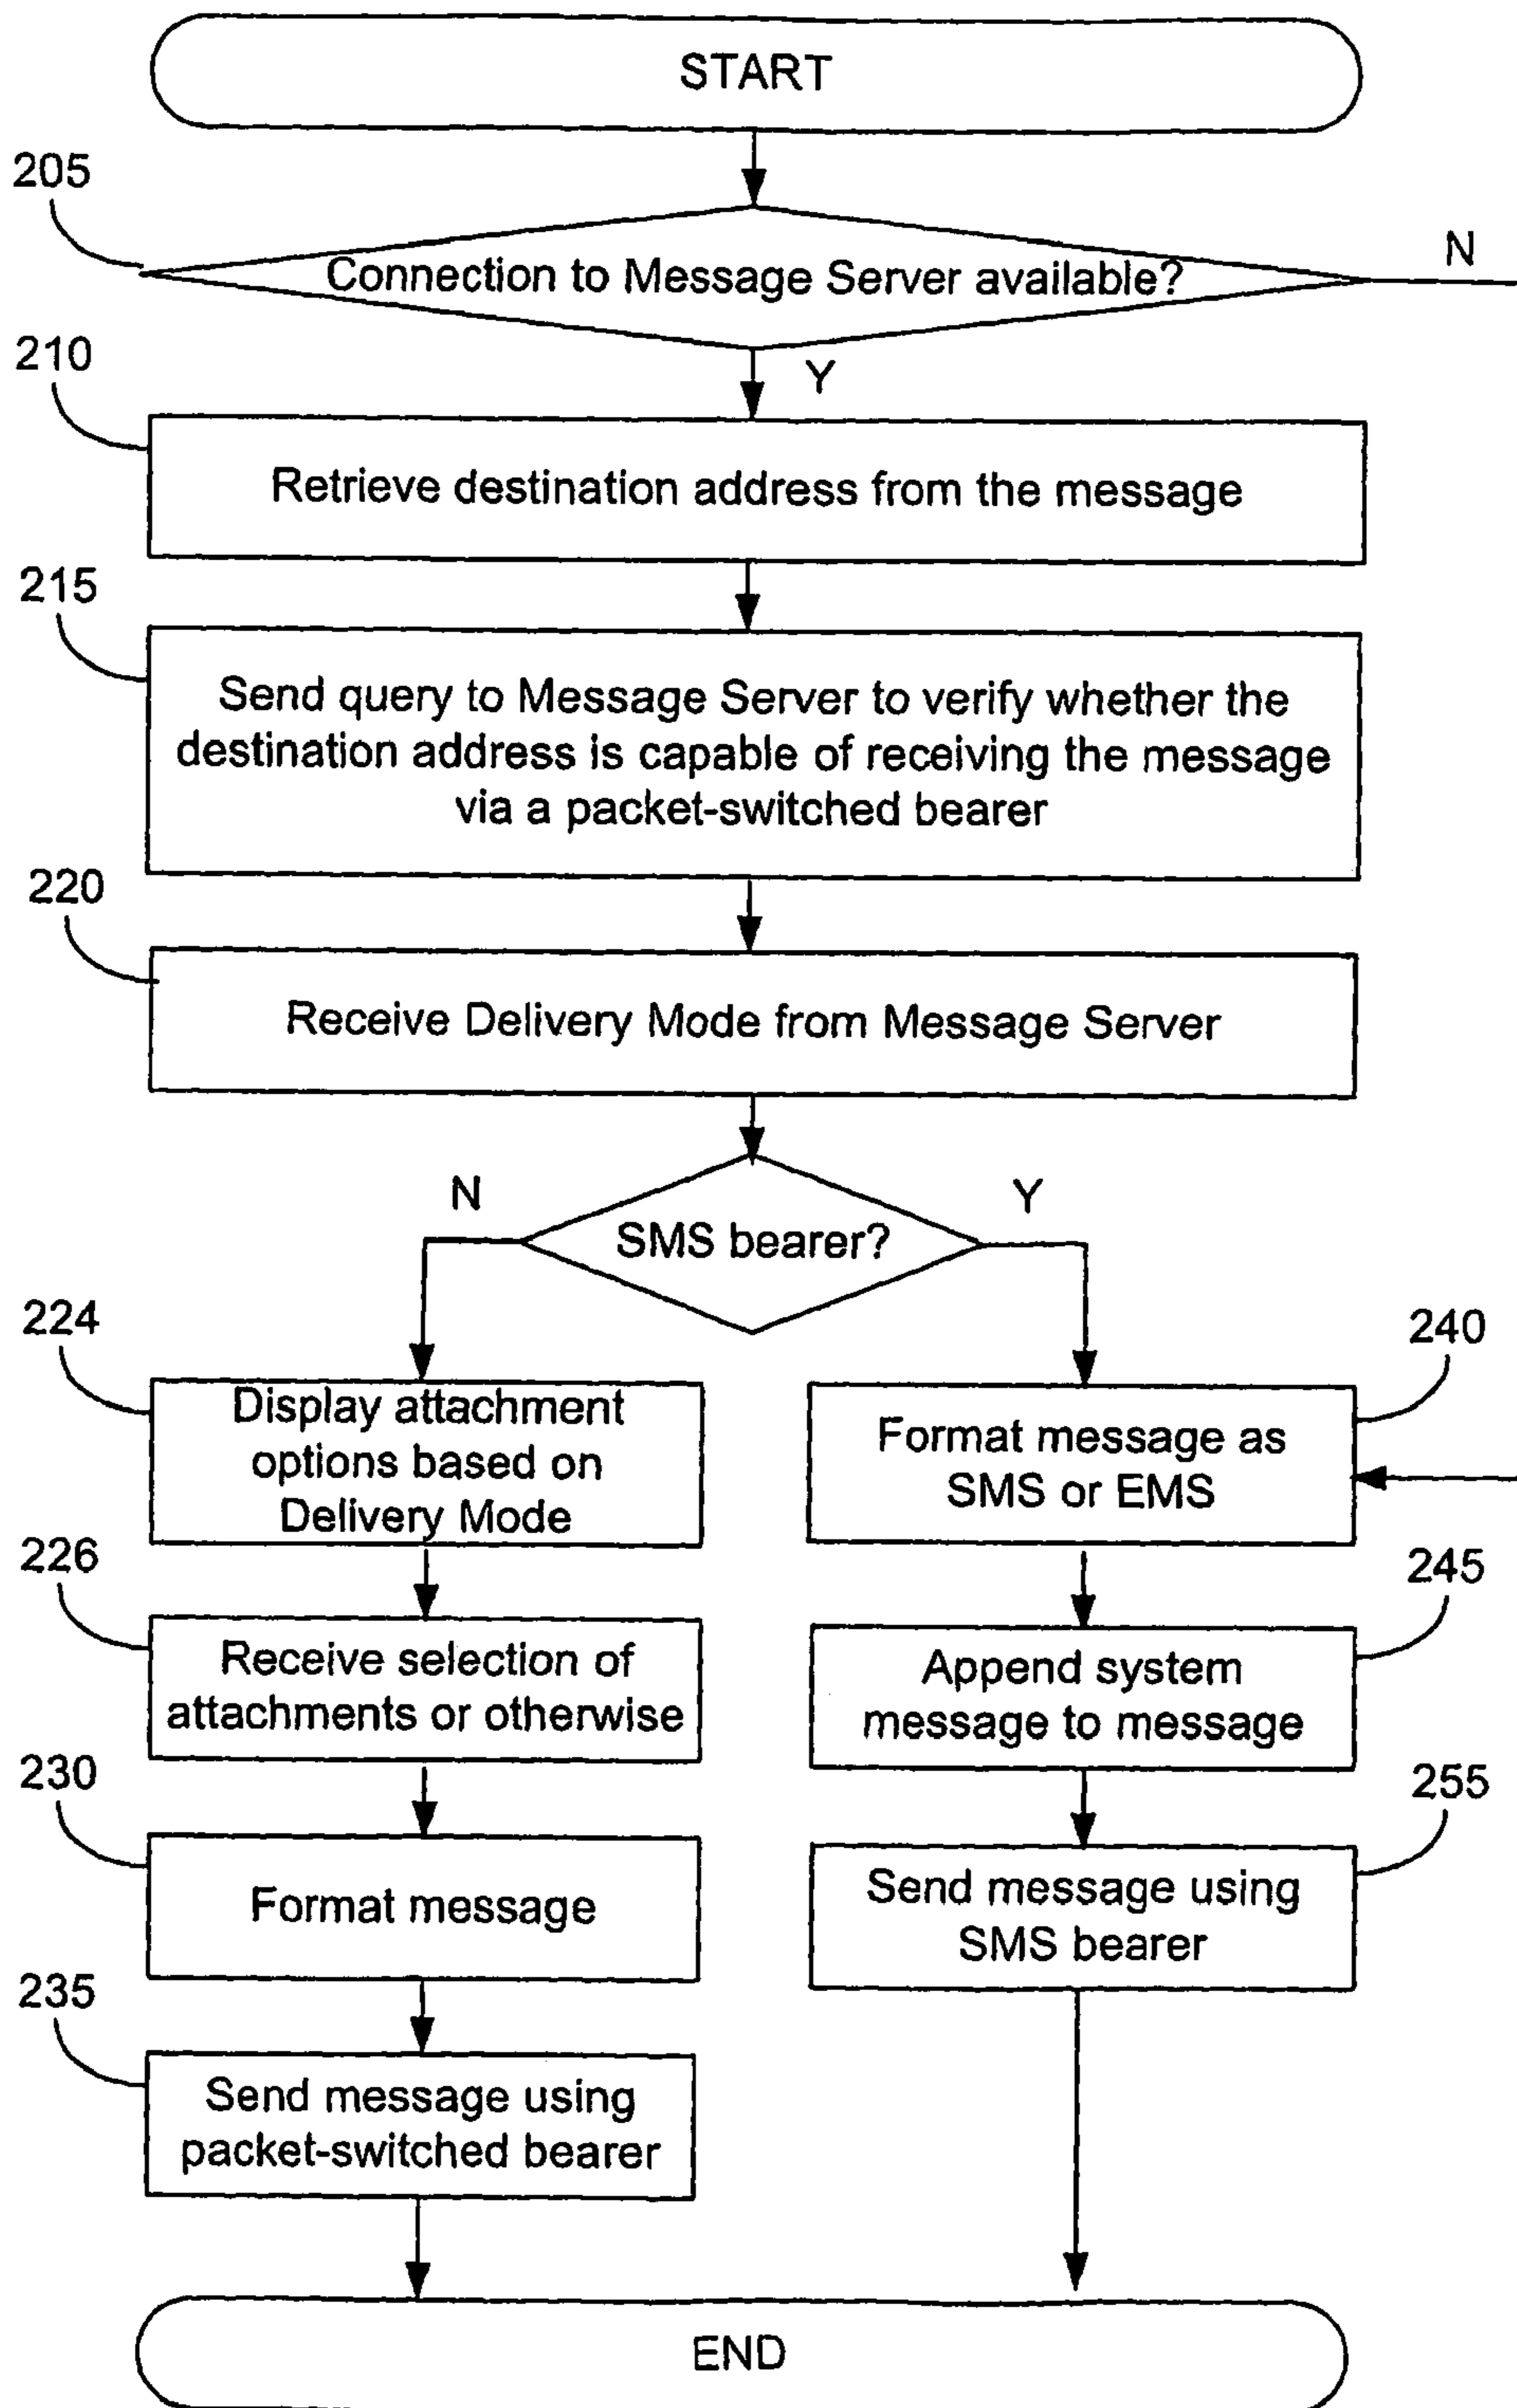 START
205
Connection to Message Server available?
N
210
Y
Retrieve destination address from the message
215
Send query to Message Server to verify whether the
destination address is capable of receiving the message
via a packet-switched bearer
220
Receive Delivery Mode from Message Server
N
Y
SMS bearer?
224
240
Display attachment
options based on
Delivery Mode
Format message as
SMS or EMS
226
245
Receive selection of
attachments or otherwise
Append system
message to message
230
255
Format message
Send message using
SMS bearer
235
Send message using
packet-switched bearer
END